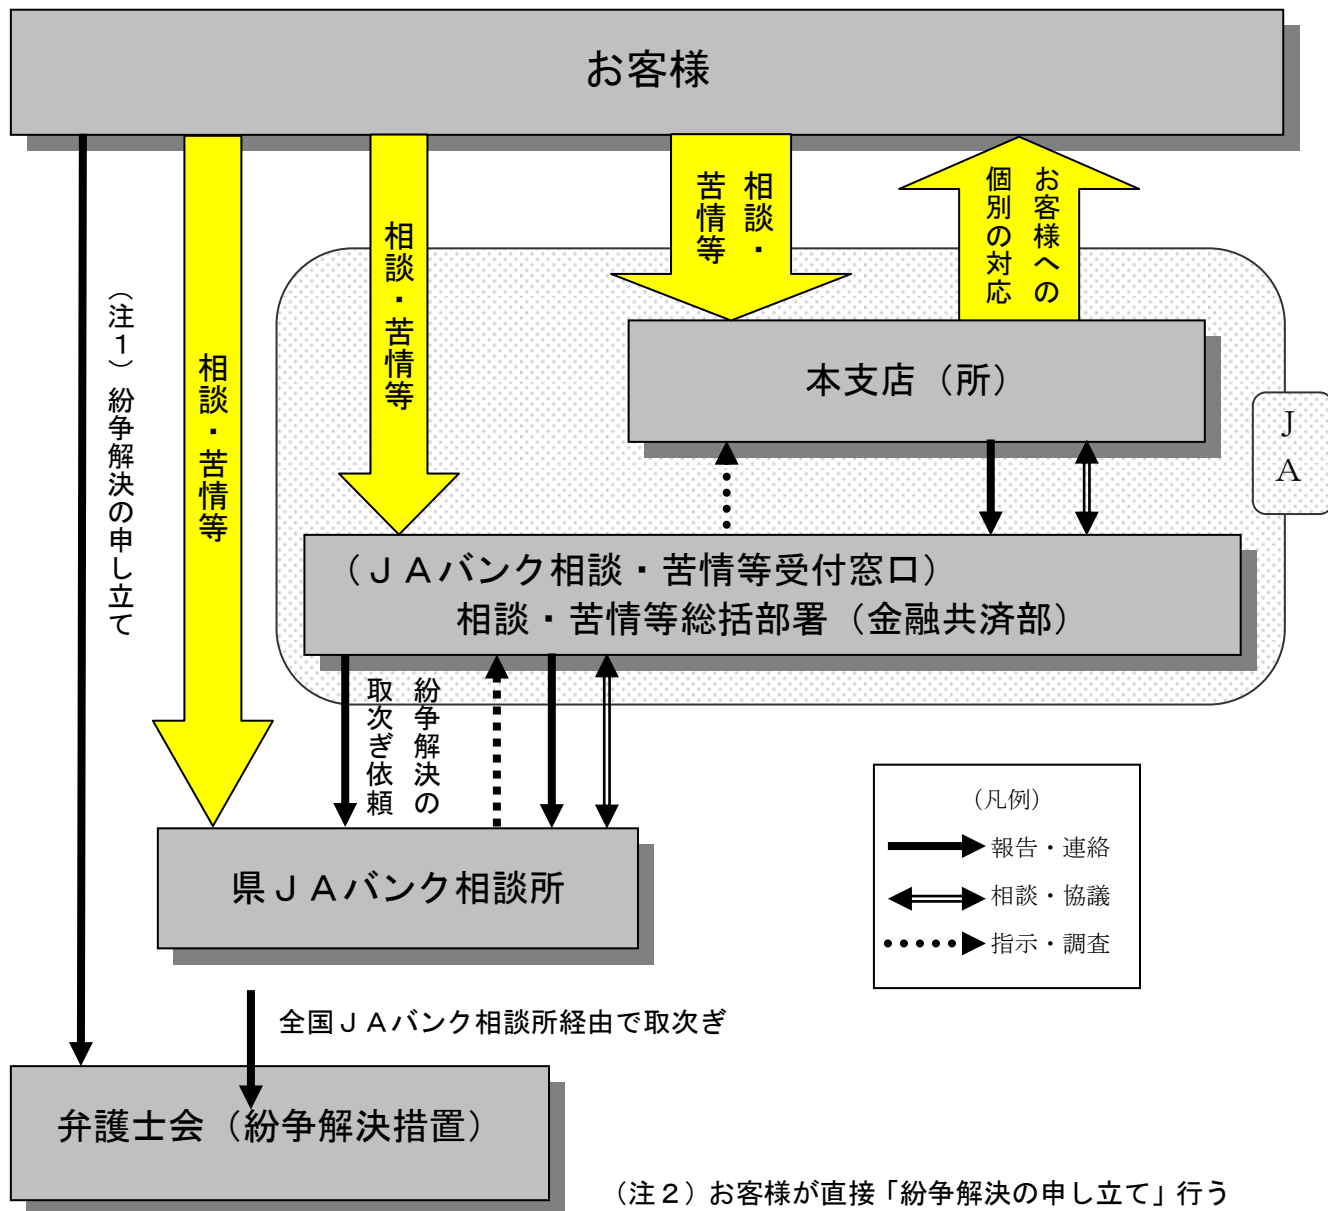 お客様
(注1)紛争解決の申し立て
相談・苦情等
相談・苦情等
相談・
苦情等
お客様への
個別の対応
本支店(所)
JA
(JAバンク相談・苦情等受付窓口)
相談・苦情等総括部署(金融共済部)
紛争解決の
取次ぎ依頼
県JAバンク相談所
(凡例)
報告・連絡
相談・協議
指示・調査
全国JAバンク相談所経由で取次ぎ
弁護士会(紛争解決措置)
(注2)お客様が直接「紛争解決の申し立て」行う